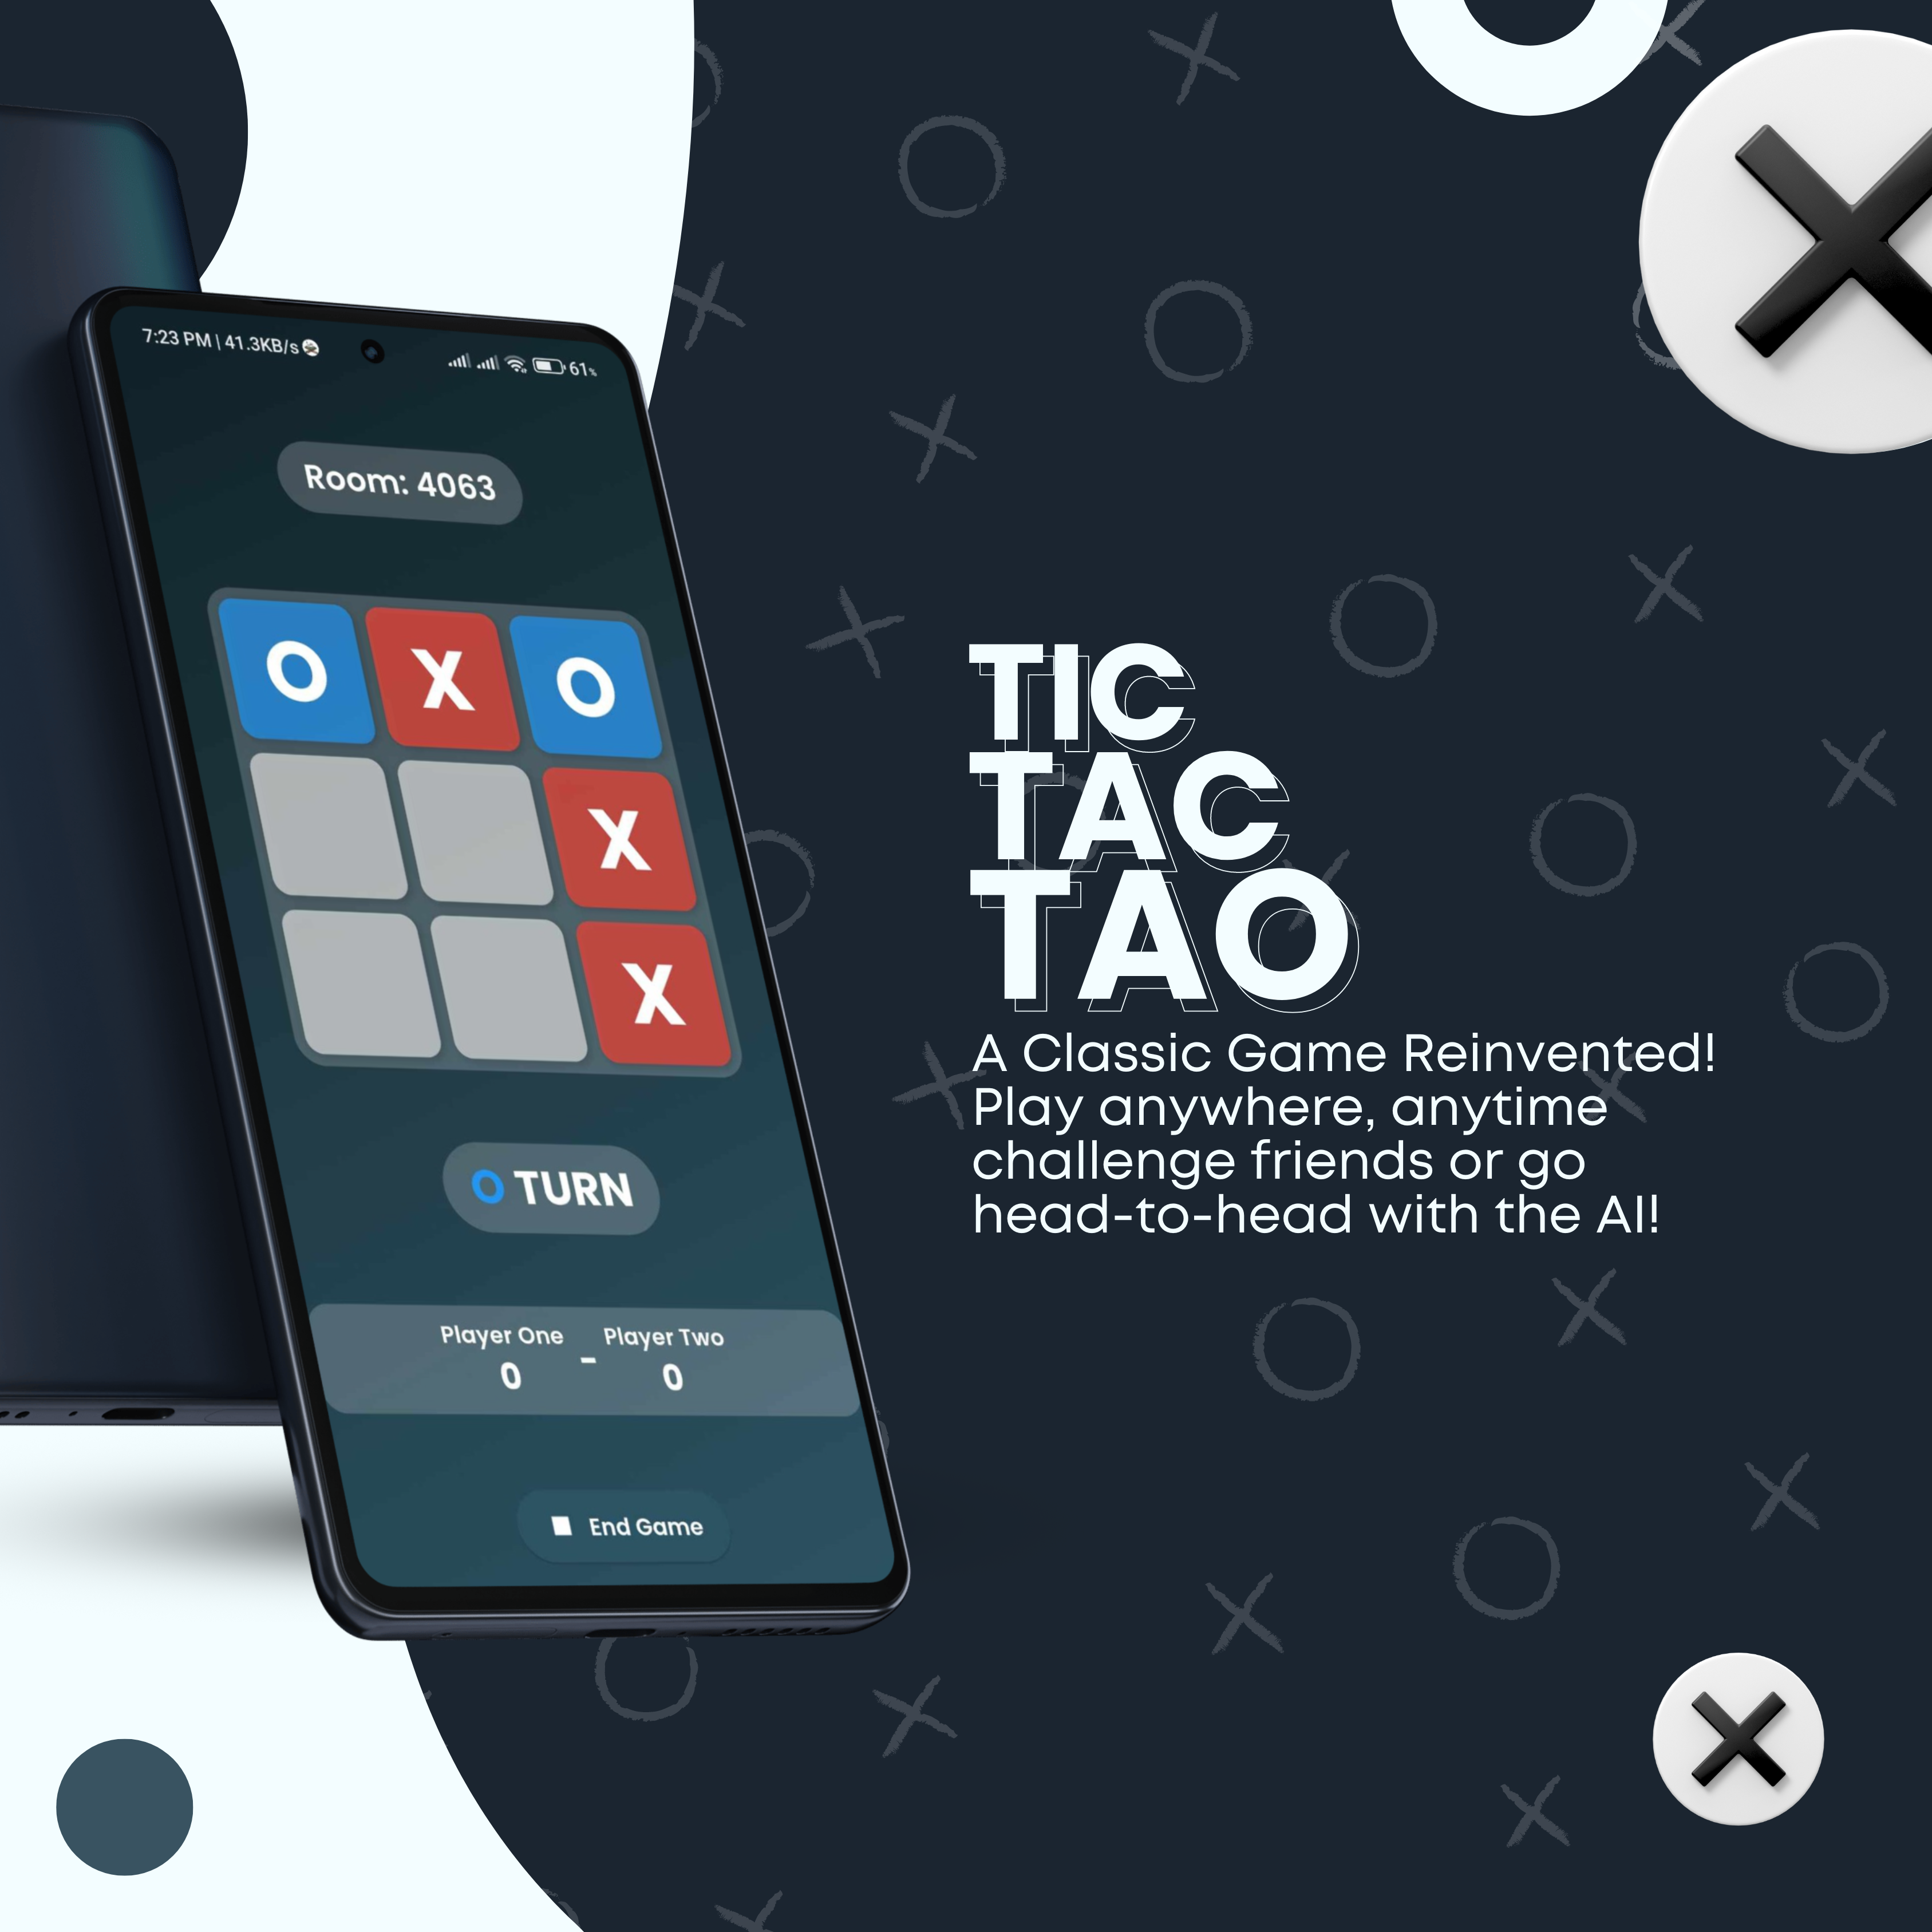 7:23 PM | 41.3KB/s
61%
Room: 4063
O X O
X
X
O TURN
Player One - Player Two
0 0
End Game
TIC
TAC
TAO
A Classic Game Reinvented!
Play anywhere, anytime
challenge friends or go
head-to-head with the AI!